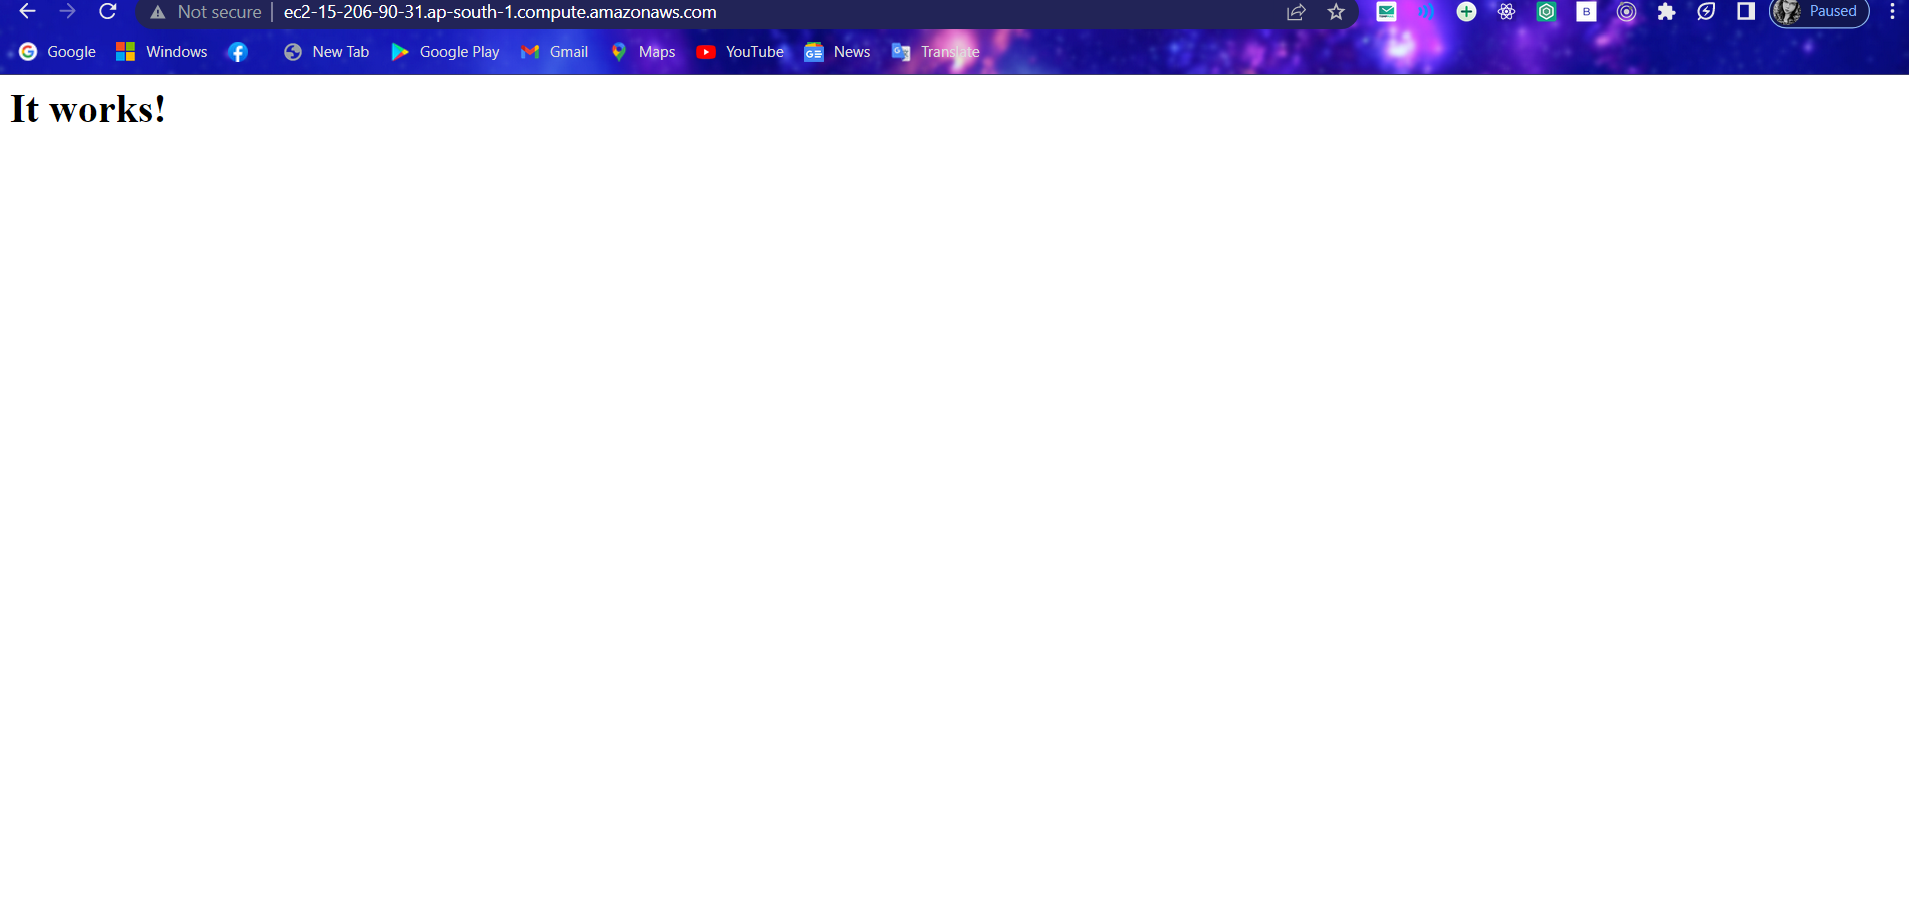 Not secure | ec2-15-206-90-31.ap-south-1.compute.amazonaws.com B Paused
Google Windows New Tab Google Play Gmail Maps YouTube News Translate
It works!